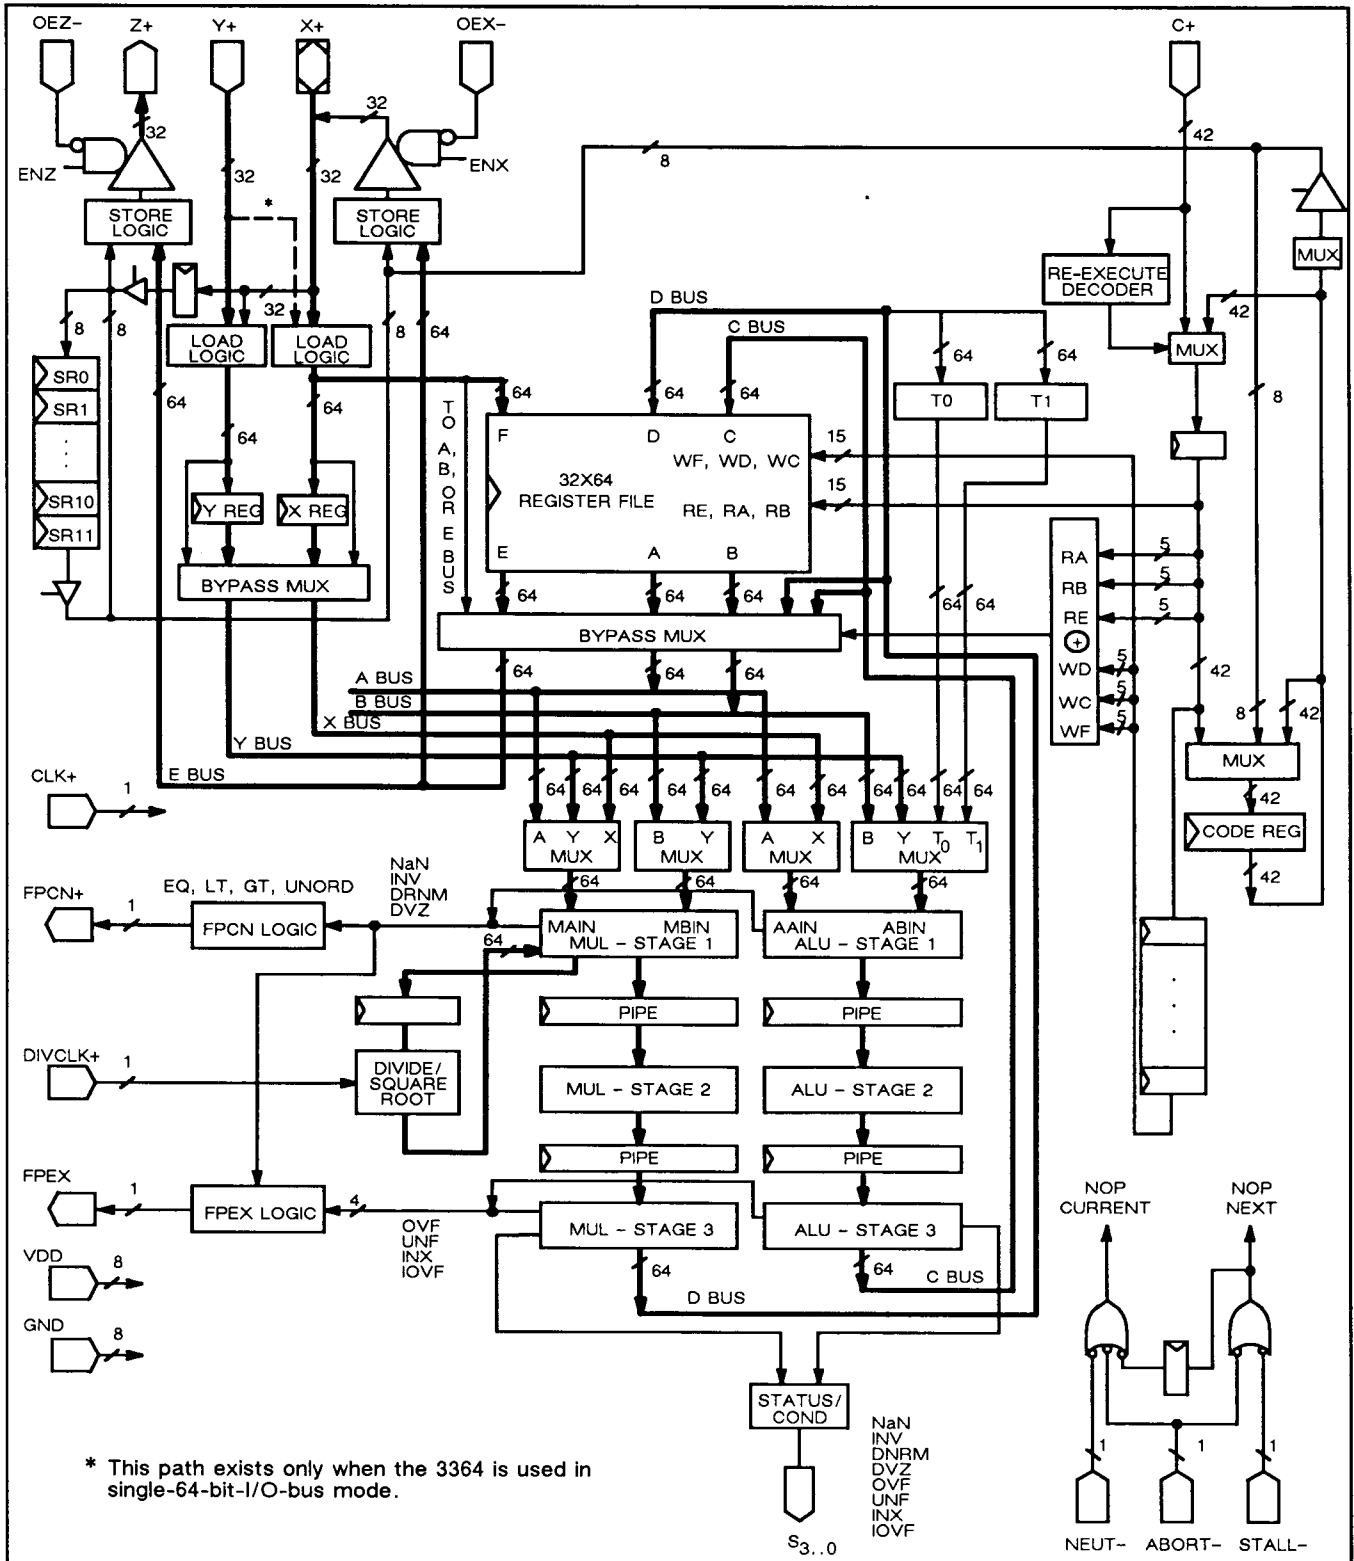 OEZ- Z+ Y+ X+ OEX- C+
32 32 42
ENZ 32 32 ENX 8
*
STORE LOGIC STORE LOGIC MUX
RE-EXECUTE DECODER
32 42
D BUS
8 8 8 64 C BUS
LOAD LOGIC LOAD LOGIC MUX
64 64
SR0 64 64 64 64 8
SR1 64 64 T0 T1
TO A, B, OR E BUS
F D C 15
64 WF, WD, WC
32X64
REGISTER FILE 15
SR10 RE, RA, RB
SR11 Y REG X REG
E A B
RA 5
BYPASS MUX 64 64 64 64 64 RB 5
RE 5
BYPASS MUX +
64 64 64 WD 5 42
A BUS WC 5
B BUS 8 42
X BUS WF 5
Y BUS
MUX
E BUS
CLK+ 1 64 64 64 64 64 64 64 64 64 64 64 42
A Y X B Y A X B Y T0 T1 CODE REG
MUX MUX MUX MUX
NaN 64 64 64 64 42
INV
DRNM
DVZ
FPCN+ EQ, LT, GT, UNORD
1 FPCN LOGIC MAIN MBIN AAIN ABIN
64 MUL - STAGE 1 ALU - STAGE 1
PIPE PIPE
DIVCLK+ 1 DIVIDE/
SQUARE
ROOT
MUL - STAGE 2 ALU - STAGE 2
PIPE PIPE
FPEX 1 FPEX LOGIC 4 MUL - STAGE 3 ALU - STAGE 3
OVF
UNF
INX
IOVF
NOP CURRENT NOP NEXT
64 64 C BUS
VDD 8
D BUS
GND 8
STATUS/
COND
NaN
INV
DNRM
DVZ
OVF
UNF
INX
IOVF
1 1 1
* This path exists only when the 3364 is used in
single-64-bit-I/O-bus mode.
S3..0 NEUT- ABORT- STALL-